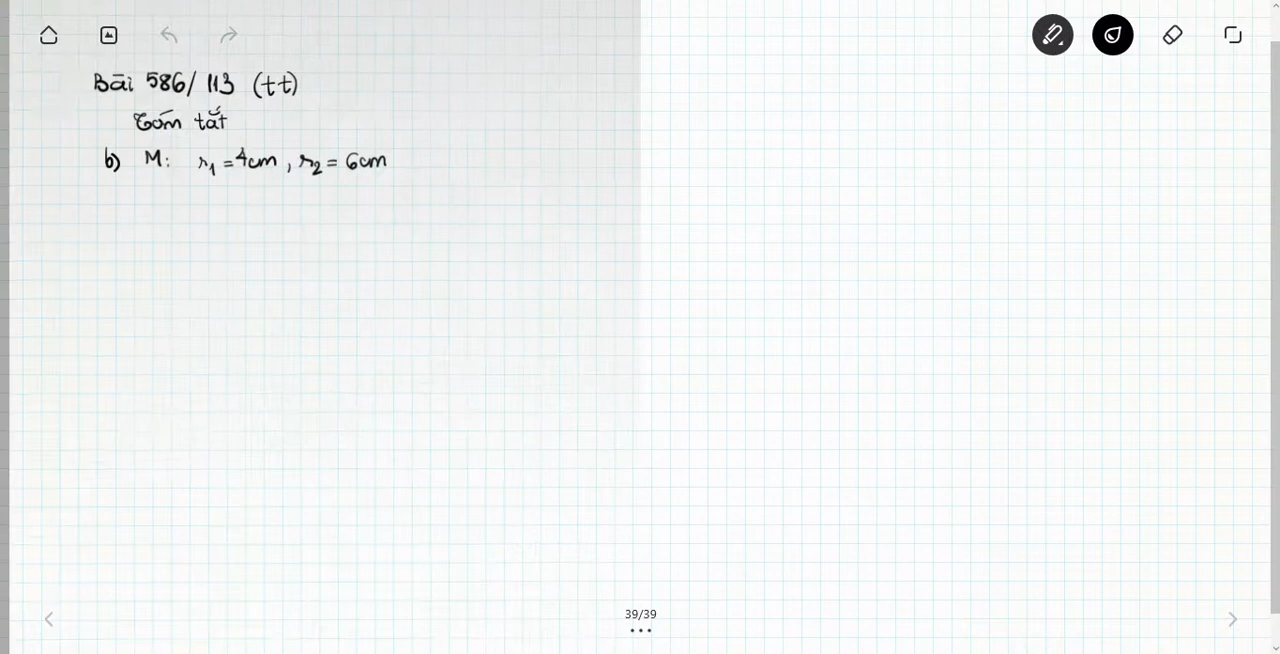 Bài 586/ 113 (tt)
Tóm tắt
b) M: r₁ = 4cm , r₂ = 6cm
39/39